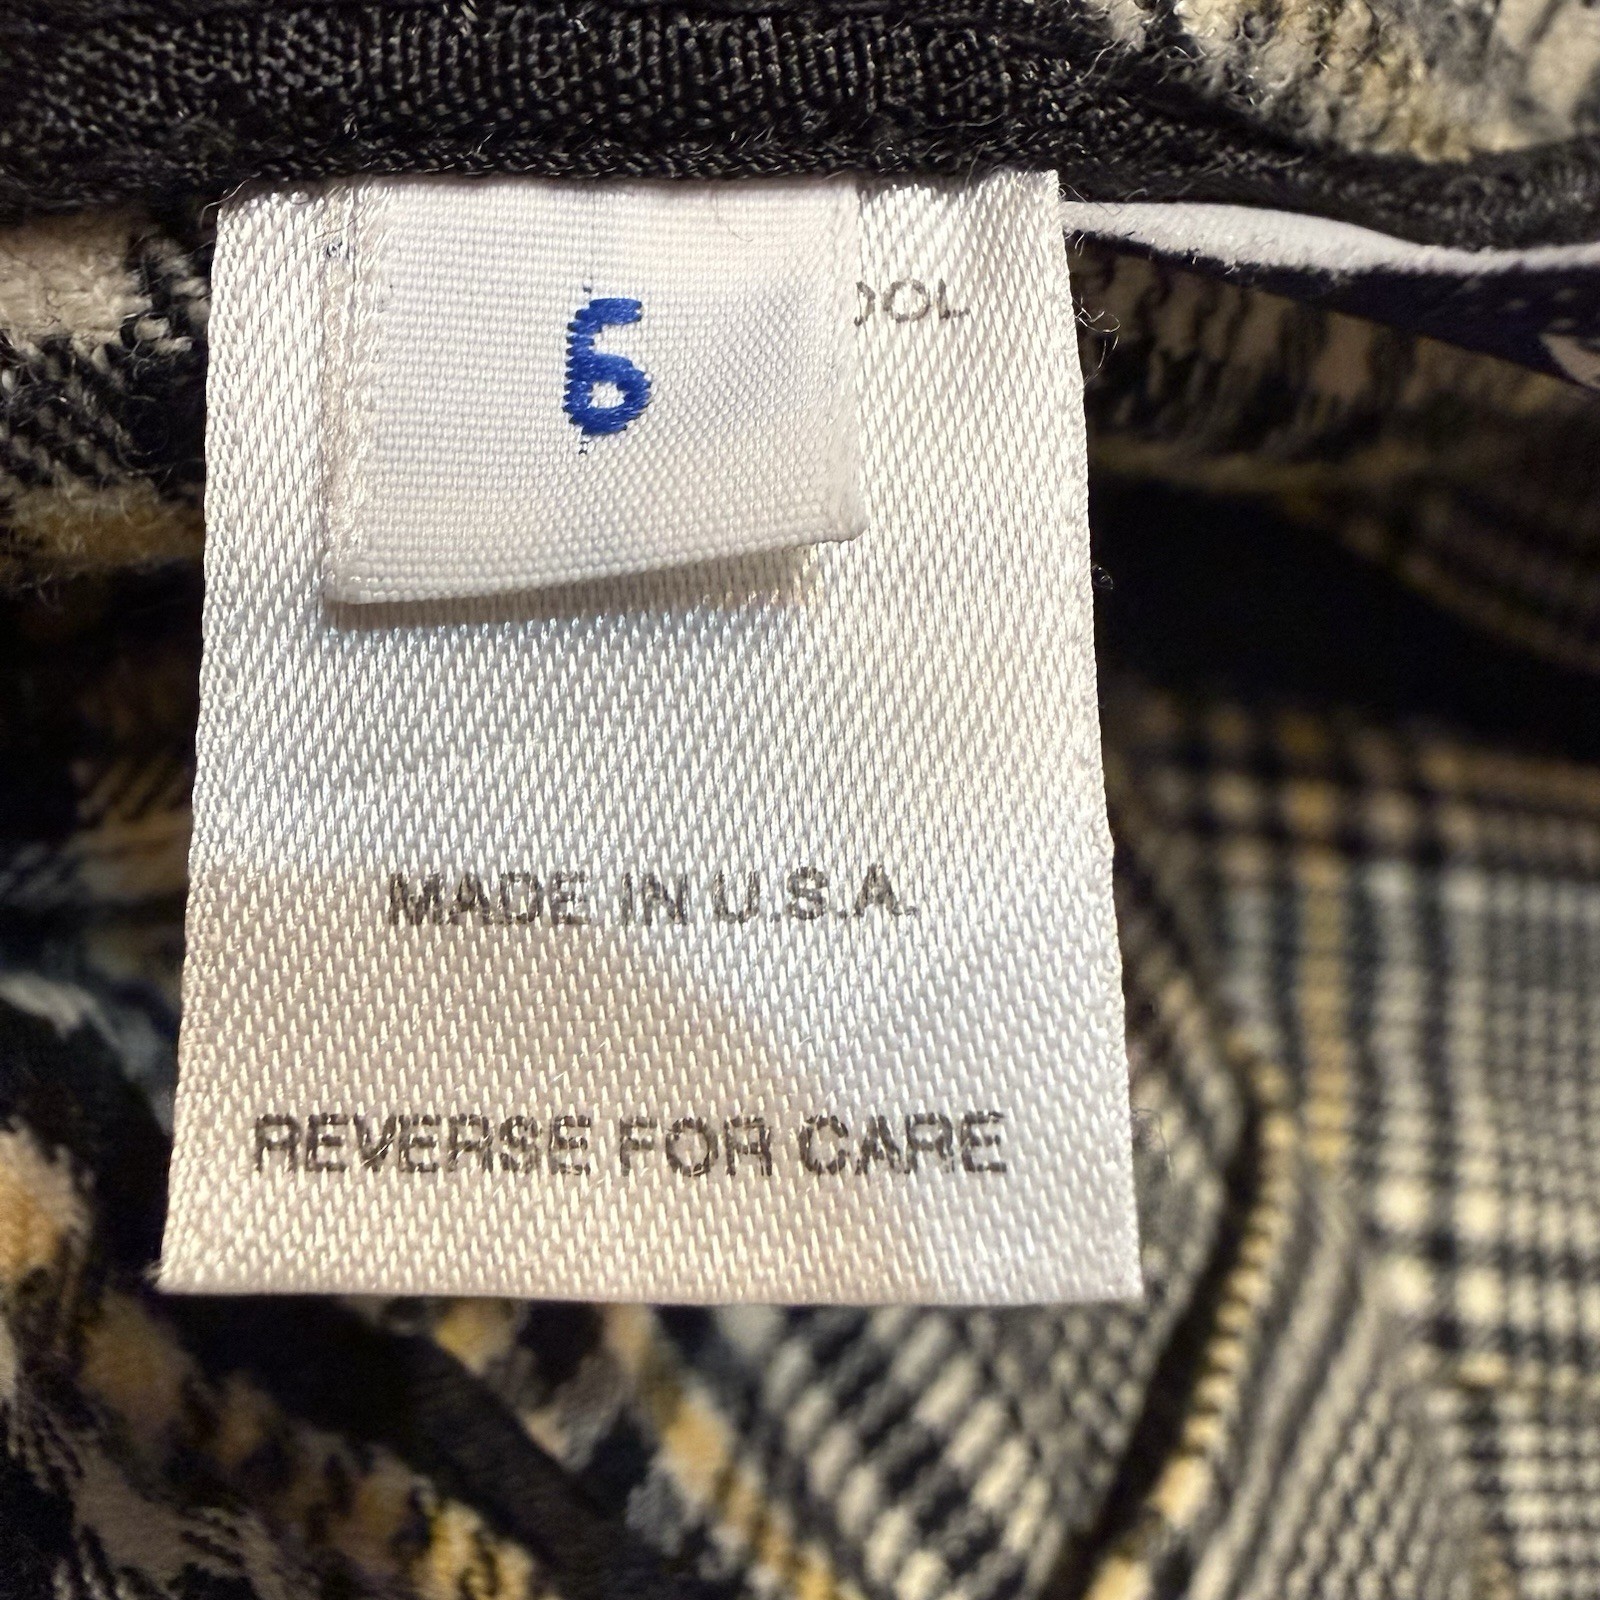 6
MADE IN U.S.A.
REVERSE FOR CARE